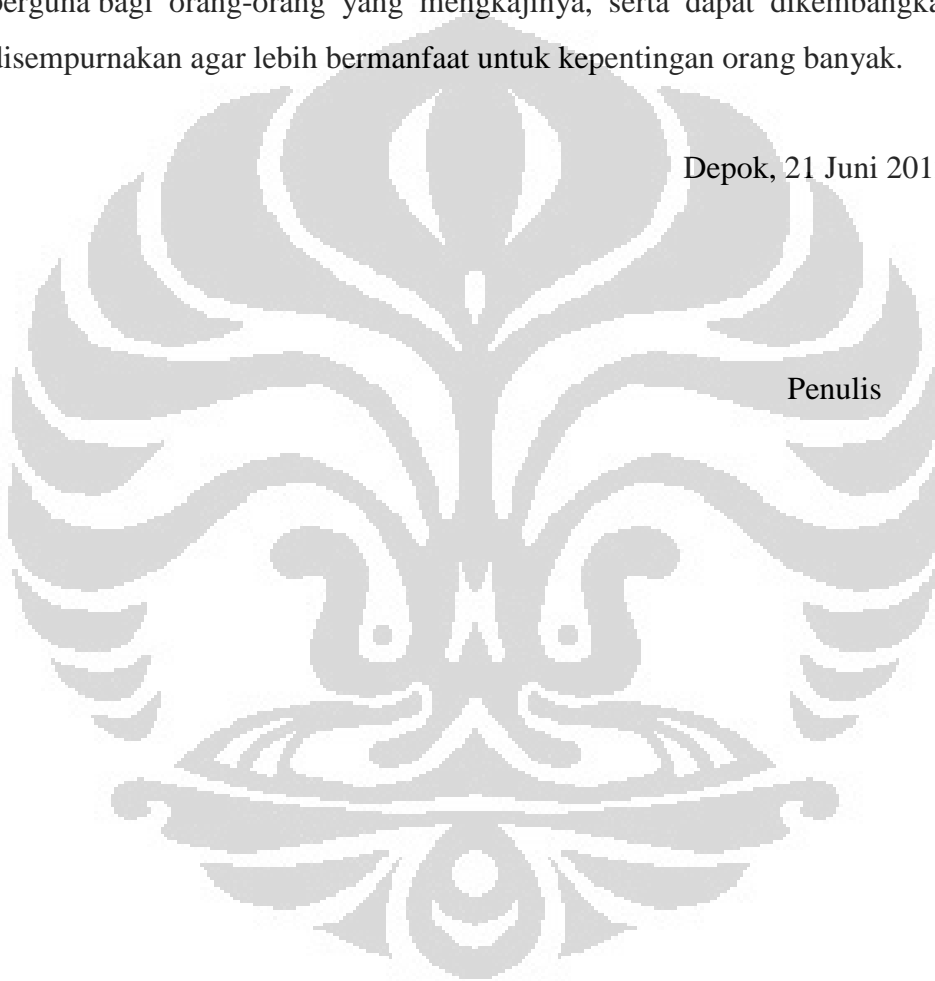 berguna bagi orang-orang yang mengkajinya, serta dapat dikembangka
disempurnakan agar lebih bermanfaat untuk kepentingan orang banyak.
Depok, 21 Juni 201
Penulis